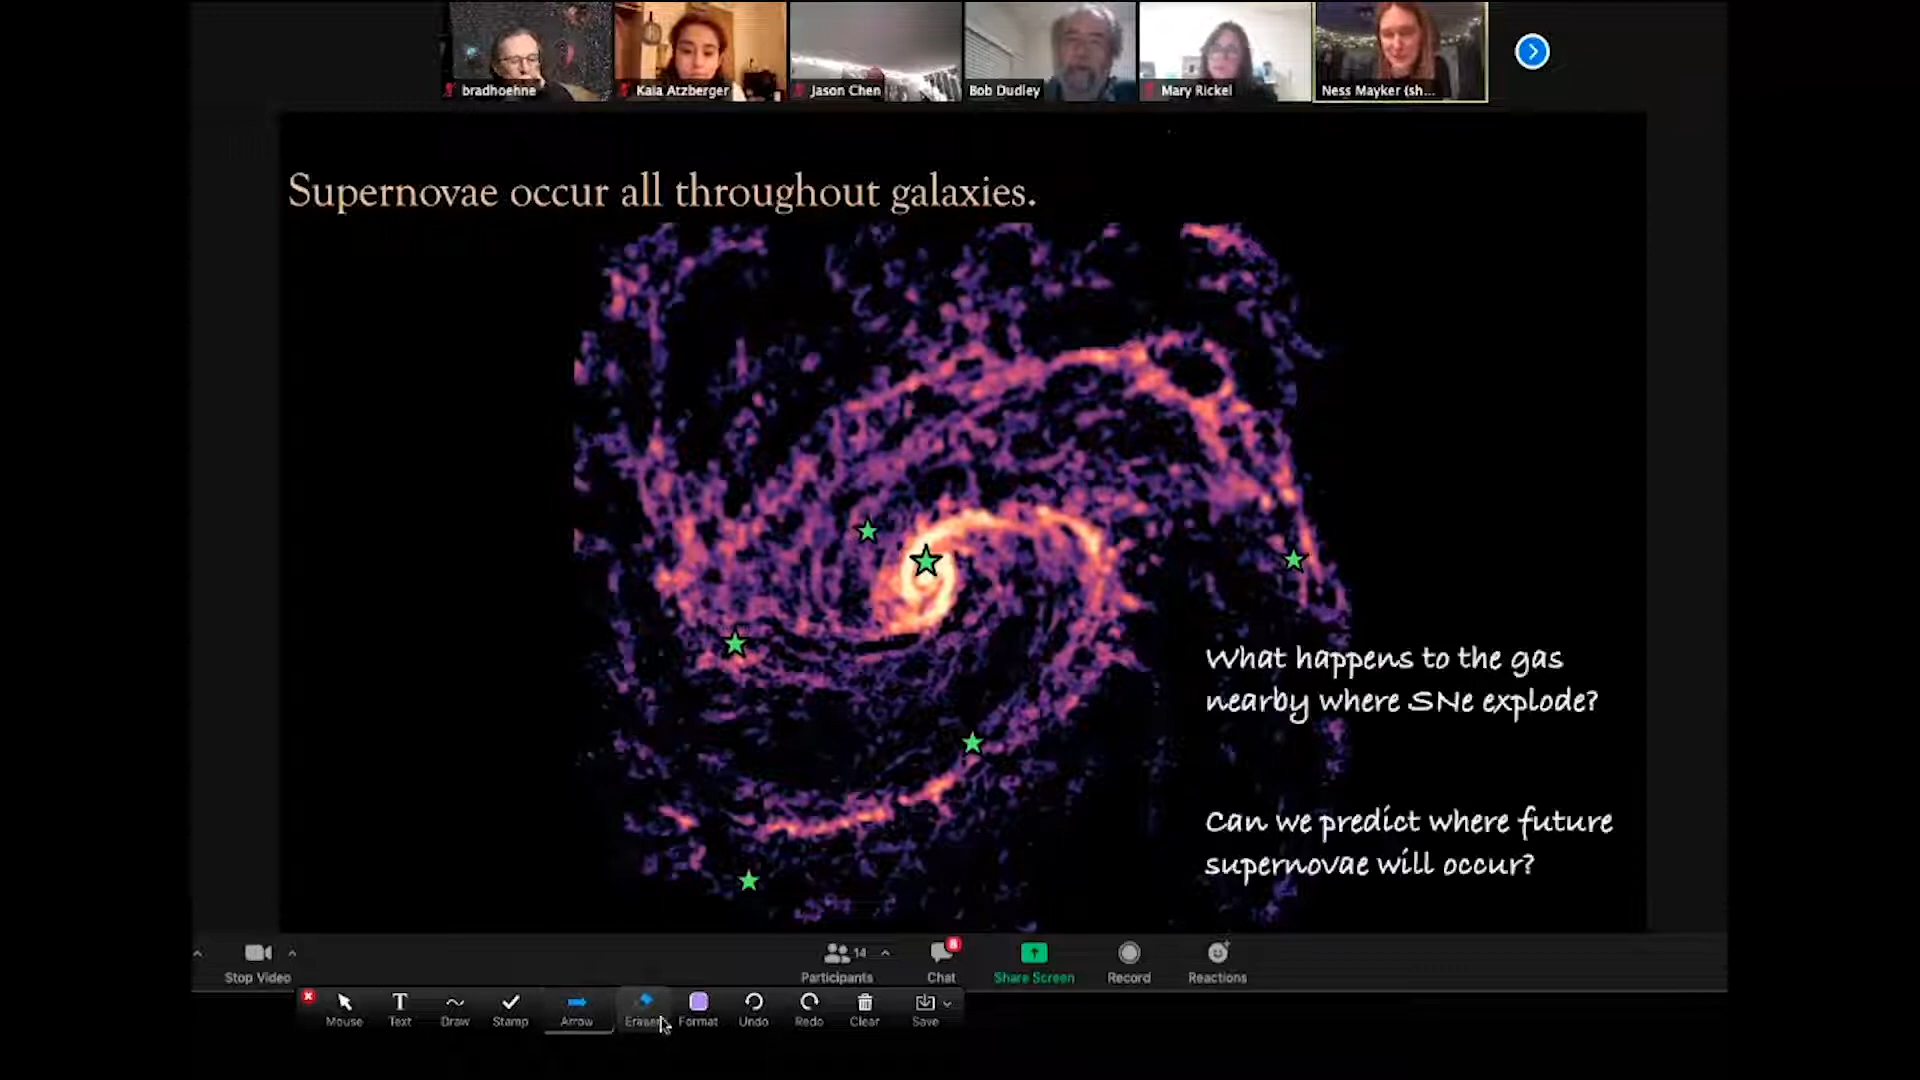 bradhoehne
Kaia Atzberger
Jason Chen
Bob Dudley
Mary Rickel
Ness Mayker (sh...
Supernovae occur all throughout galaxies.
What happens to the gas
nearby where SNe explode?
Can we predict where future
supernovae will occur?
Stop Video
14
Participants
8
Chat
Share Screen
Record
Reactions
Mouse
Text
Draw
Stamp
Arrow
Eraser
Format
Undo
Redo
Clear
Save